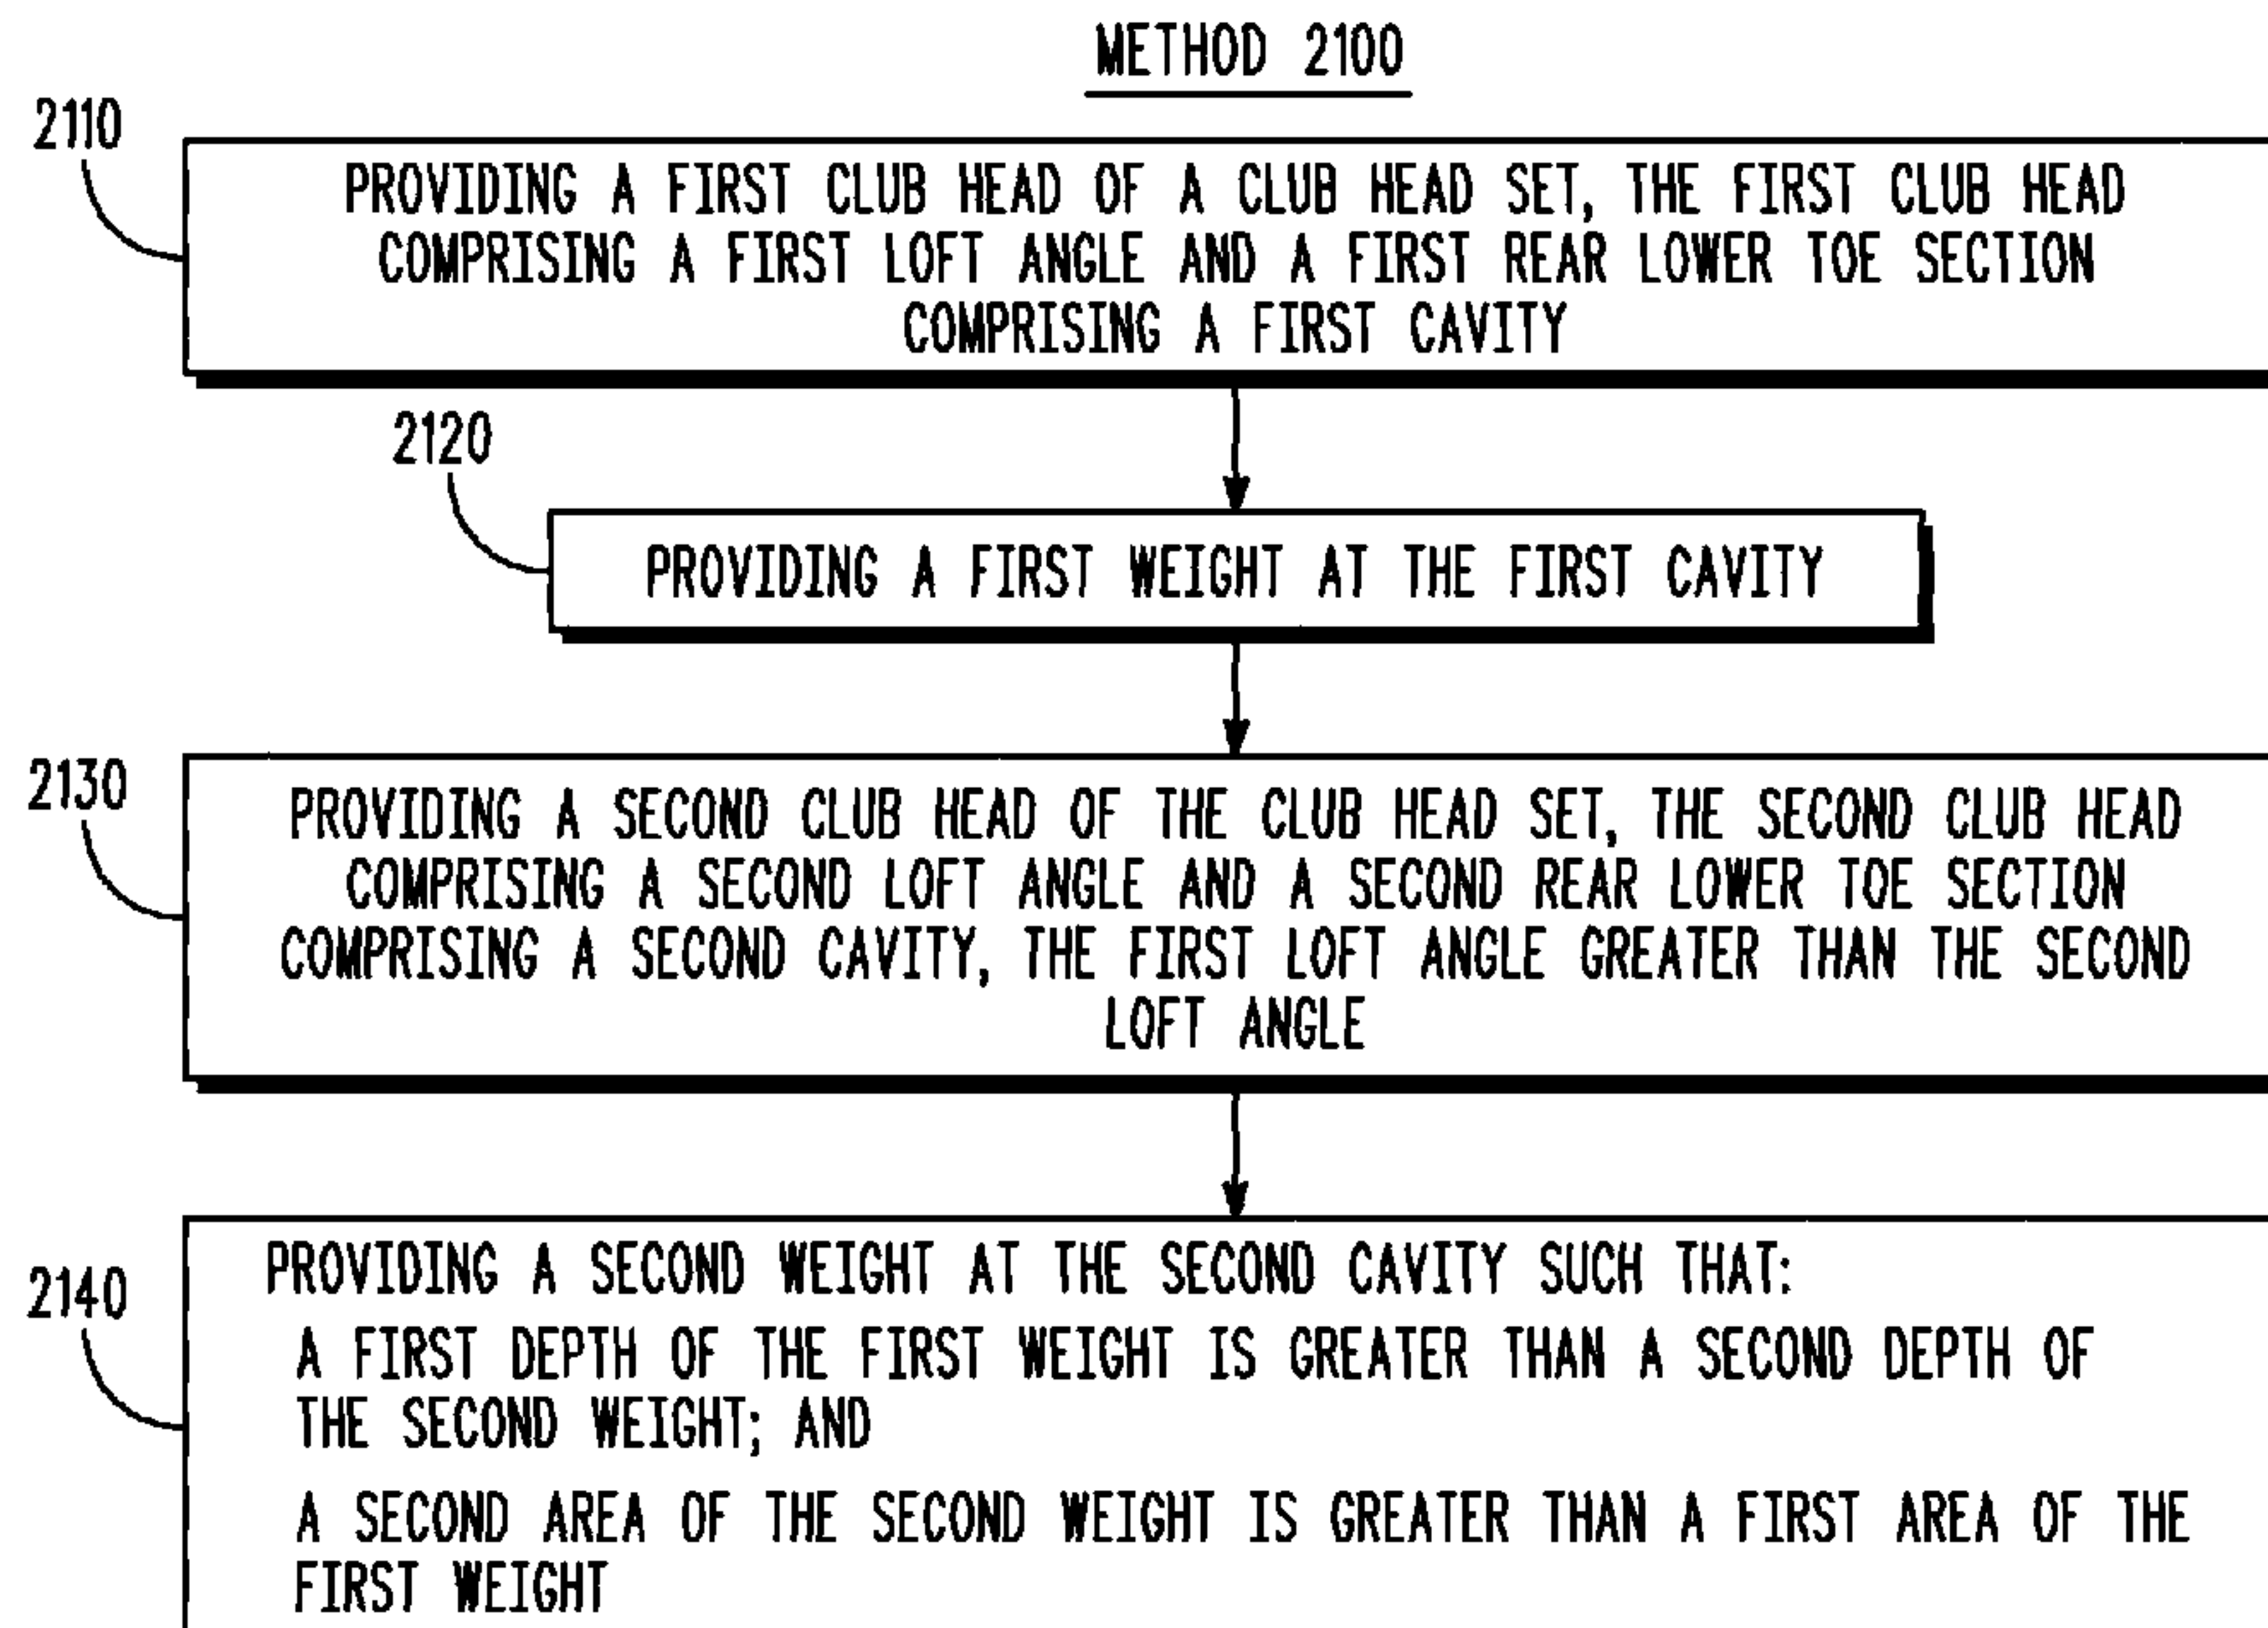 METHOD 2100
2110
PROVIDING A FIRST CLUB HEAD OF A CLUB HEAD SET, THE FIRST CLUB HEAD
COMPRISING A FIRST LOFT ANGLE AND A FIRST REAR LOWER TOE SECTION
COMPRISING A FIRST CAVITY
2120
PROVIDING A FIRST WEIGHT AT THE FIRST CAVITY
2130
PROVIDING A SECOND CLUB HEAD OF THE CLUB HEAD SET, THE SECOND CLUB HEAD
COMPRISING A SECOND LOFT ANGLE AND A SECOND REAR LOWER TOE SECTION
COMPRISING A SECOND CAVITY, THE FIRST LOFT ANGLE GREATER THAN THE SECOND
LOFT ANGLE
2140
PROVIDING A SECOND WEIGHT AT THE SECOND CAVITY SUCH THAT:
A FIRST DEPTH OF THE FIRST WEIGHT IS GREATER THAN A SECOND DEPTH OF
THE SECOND WEIGHT; AND
A SECOND AREA OF THE SECOND WEIGHT IS GREATER THAN A FIRST AREA OF THE
FIRST WEIGHT